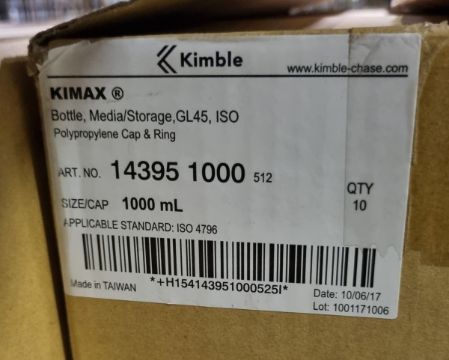 Kimble
www.kimble-chase.com
KIMAX ®
Bottle, Media/Storage,GL45, ISO
Polypropylene Cap & Ring
ART. NO. 14395 1000 512
QTY
SIZE/CAP 1000 mL 10
APPLICABLE STANDARD: ISO 4796
Made in TAIWAN *+H154143951000525I*
Date: 10/06/17
Lot: 1001171006